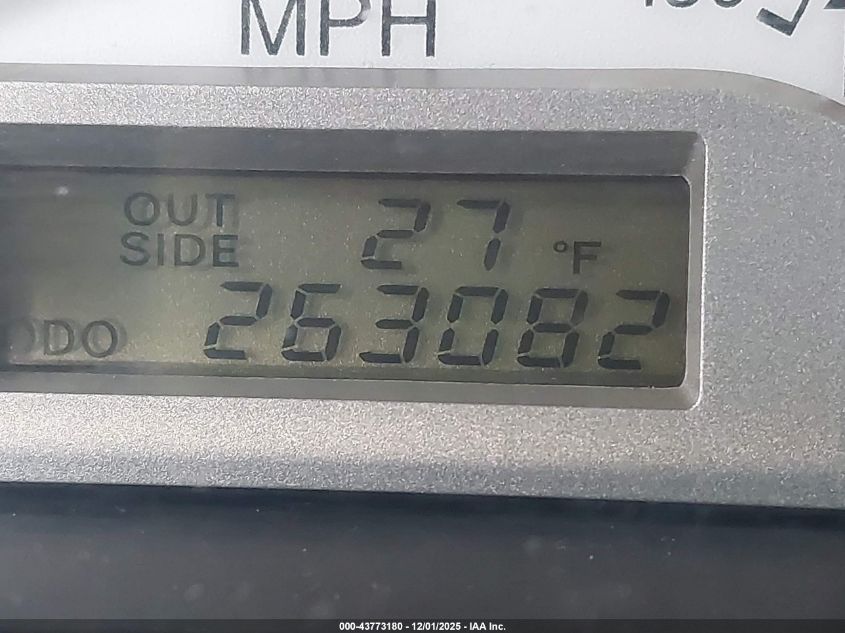 MPH
OUT 27 °F
SIDE
ODO 263082
000-43773180 - 12/01/2025 - IAA Inc.